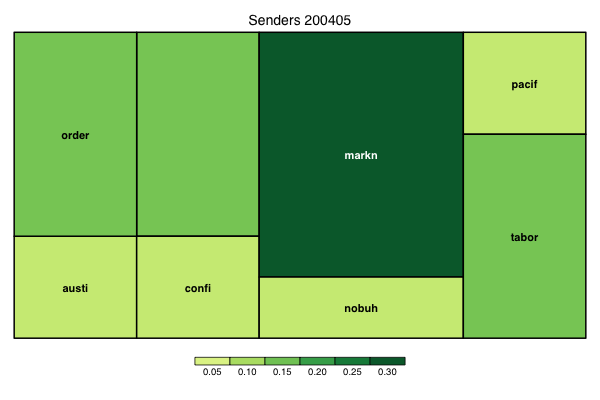 Senders 200405
pacif
order
markn
tabor
austi
confi
nobuh
0.05 0.10 0.15 0.20 0.25 0.30